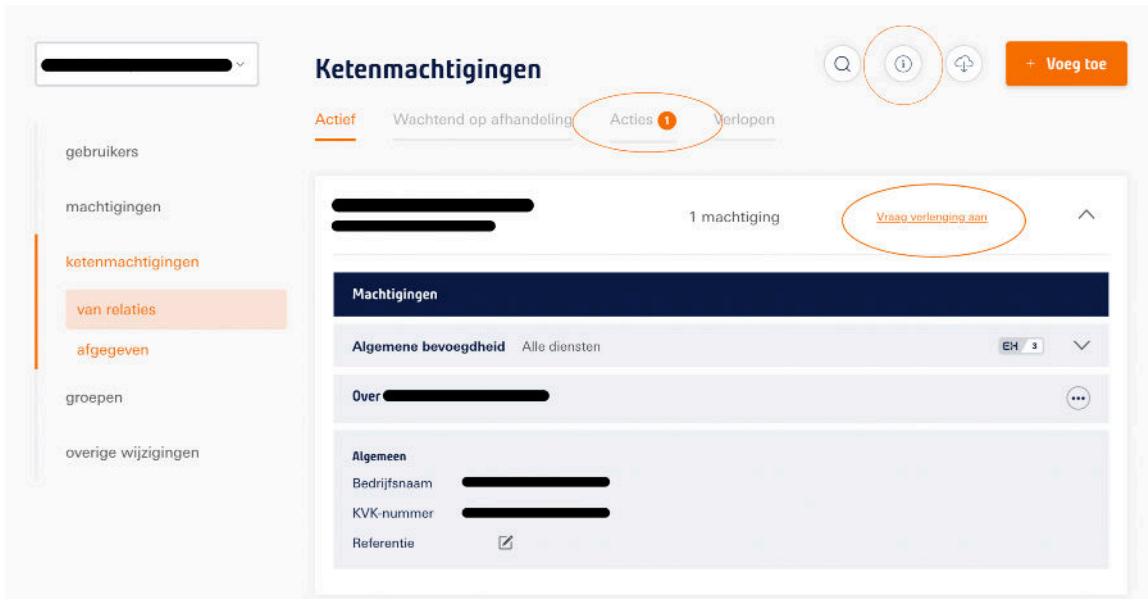 Ketenmachtigingen
+ Voeg toe
Actief Wachtend op afhandeling Acties 1 Verlopen
gebruikers
machtigingen
ketenmachtigingen
van relaties
afgegeven
groepen
overige wijzigingen
1 machtiging Vraag verlenging aan
Machtigingen
Algemene bevoegdheid Alle diensten EH 3
Over
Algemeen
Bedrijfsnaam
KVK-nummer
Referentie